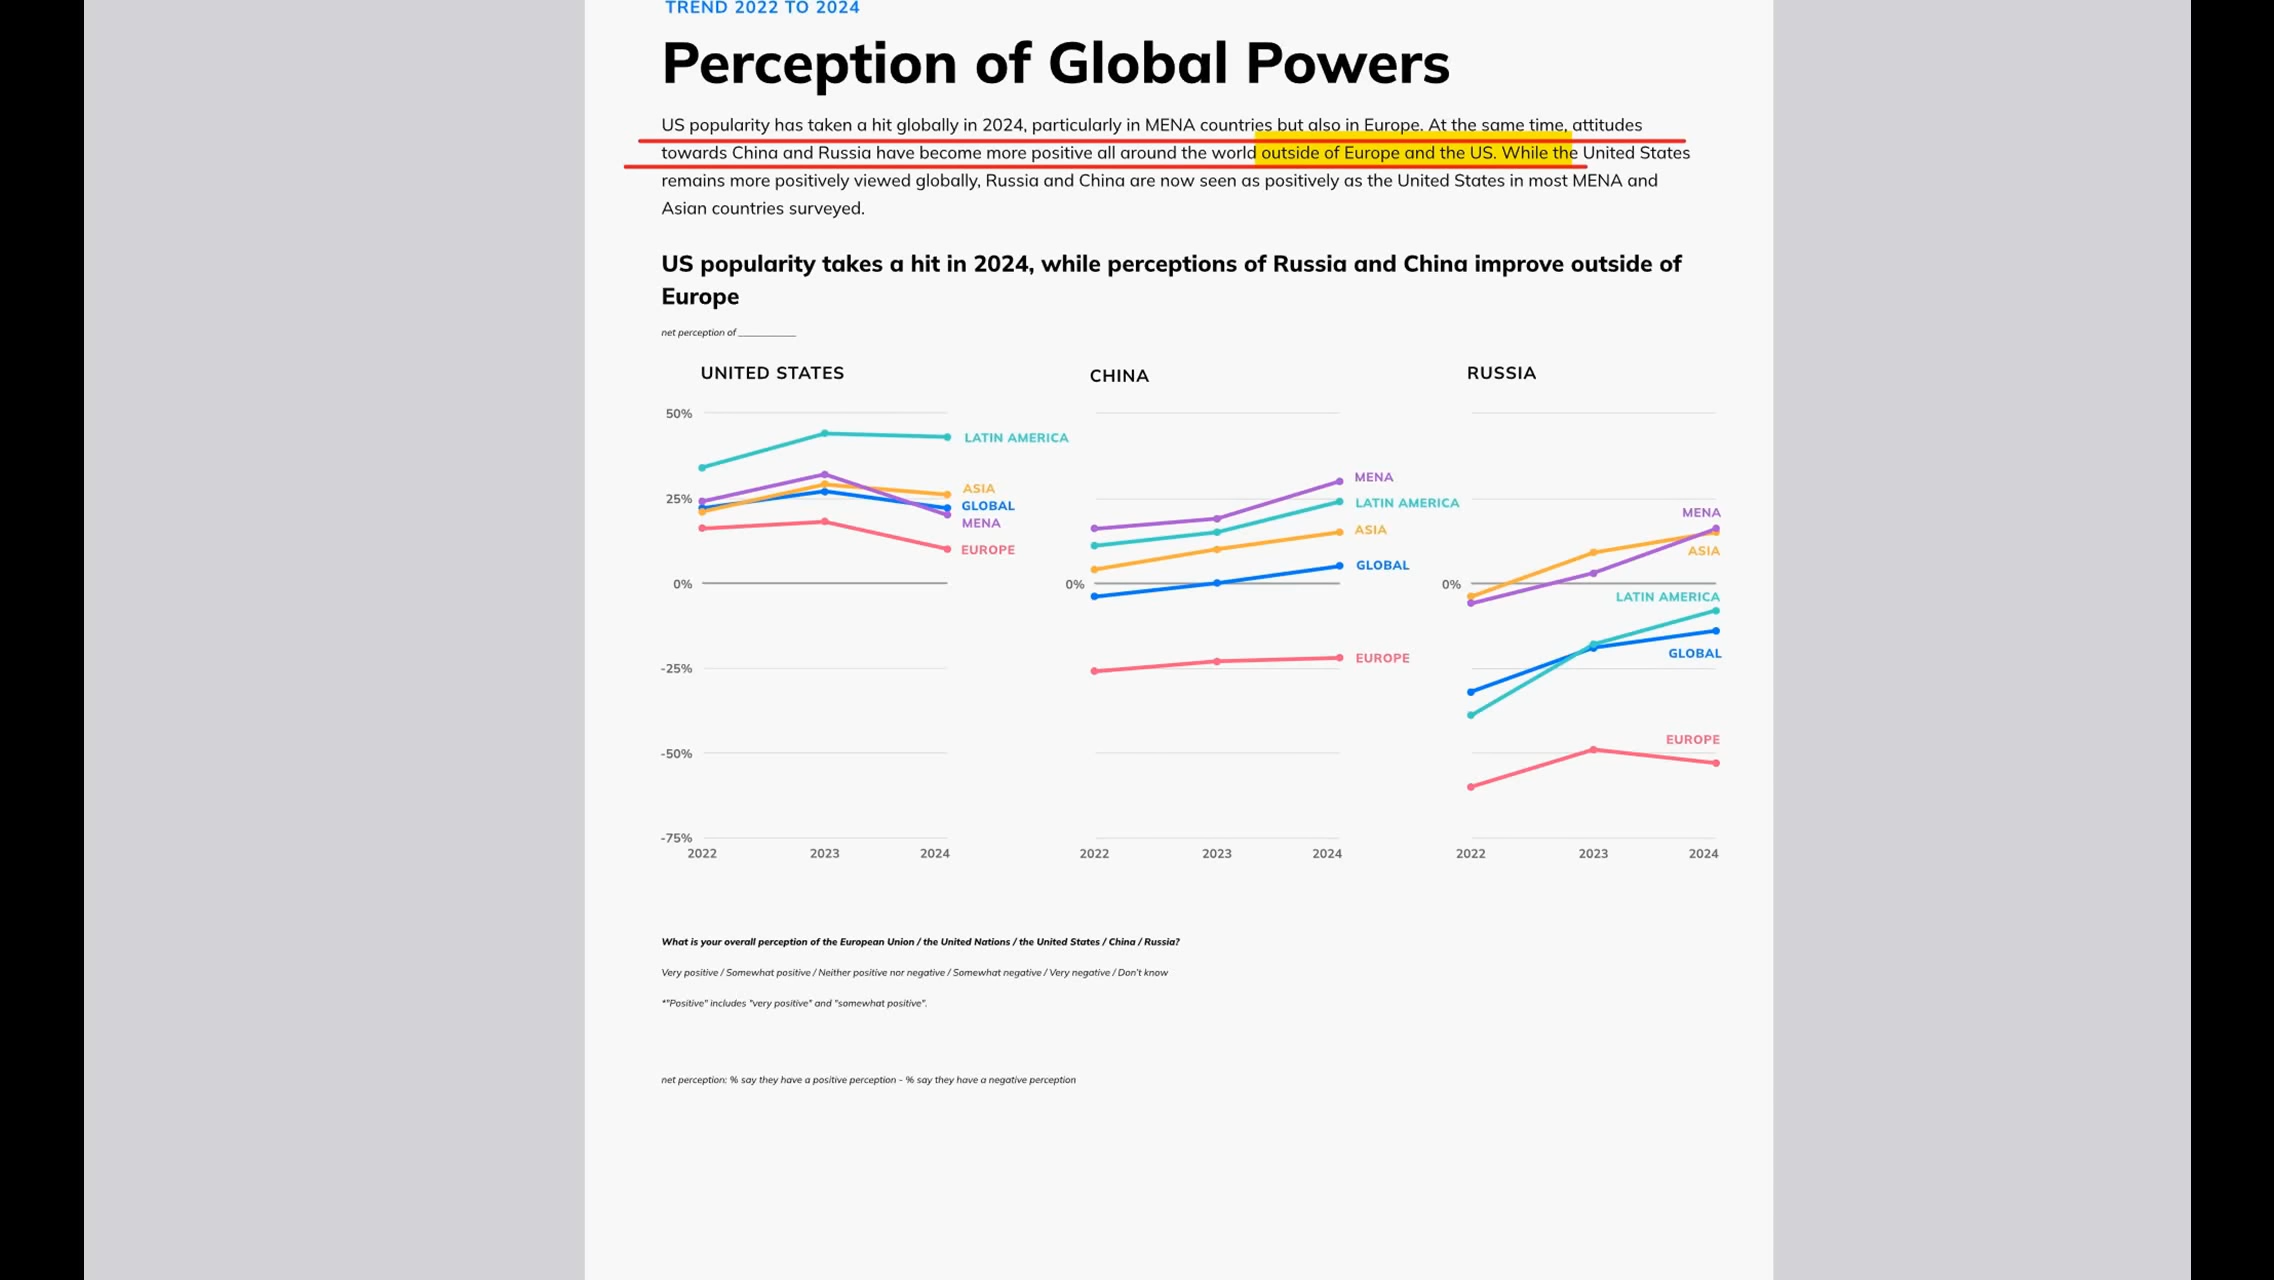 TREND 2022 TO 2024
Perception of Global Powers
US popularity has taken a hit globally in 2024, particularly in MENA countries but also in Europe. At the same time, attitudes
towards China and Russia have become more positive all around the world outside of Europe and the US. While the United States
remains more positively viewed globally, Russia and China are now seen as positively as the United States in most MENA and
Asian countries surveyed.
US popularity takes a hit in 2024, while perceptions of Russia and China improve outside of
Europe
net perception of ____________
UNITED STATES
50%
25%
0%
-25%
-50%
-75%
LATIN AMERICA
ASIA
GLOBAL
MENA
EUROPE
2022 2023 2024
CHINA
0%
MENA
LATIN AMERICA
ASIA
GLOBAL
EUROPE
2022 2023 2024
RUSSIA
0%
MENA
ASIA
LATIN AMERICA
GLOBAL
EUROPE
2022 2023 2024
What is your overall perception of the European Union / the United Nations / the United States / China / Russia?
Very positive / Somewhat positive / Neither positive nor negative / Somewhat negative / Very negative / Don't know
*"Positive" includes "very positive" and "somewhat positive".
net perception: % say they have a positive perception - % say they have a negative perception